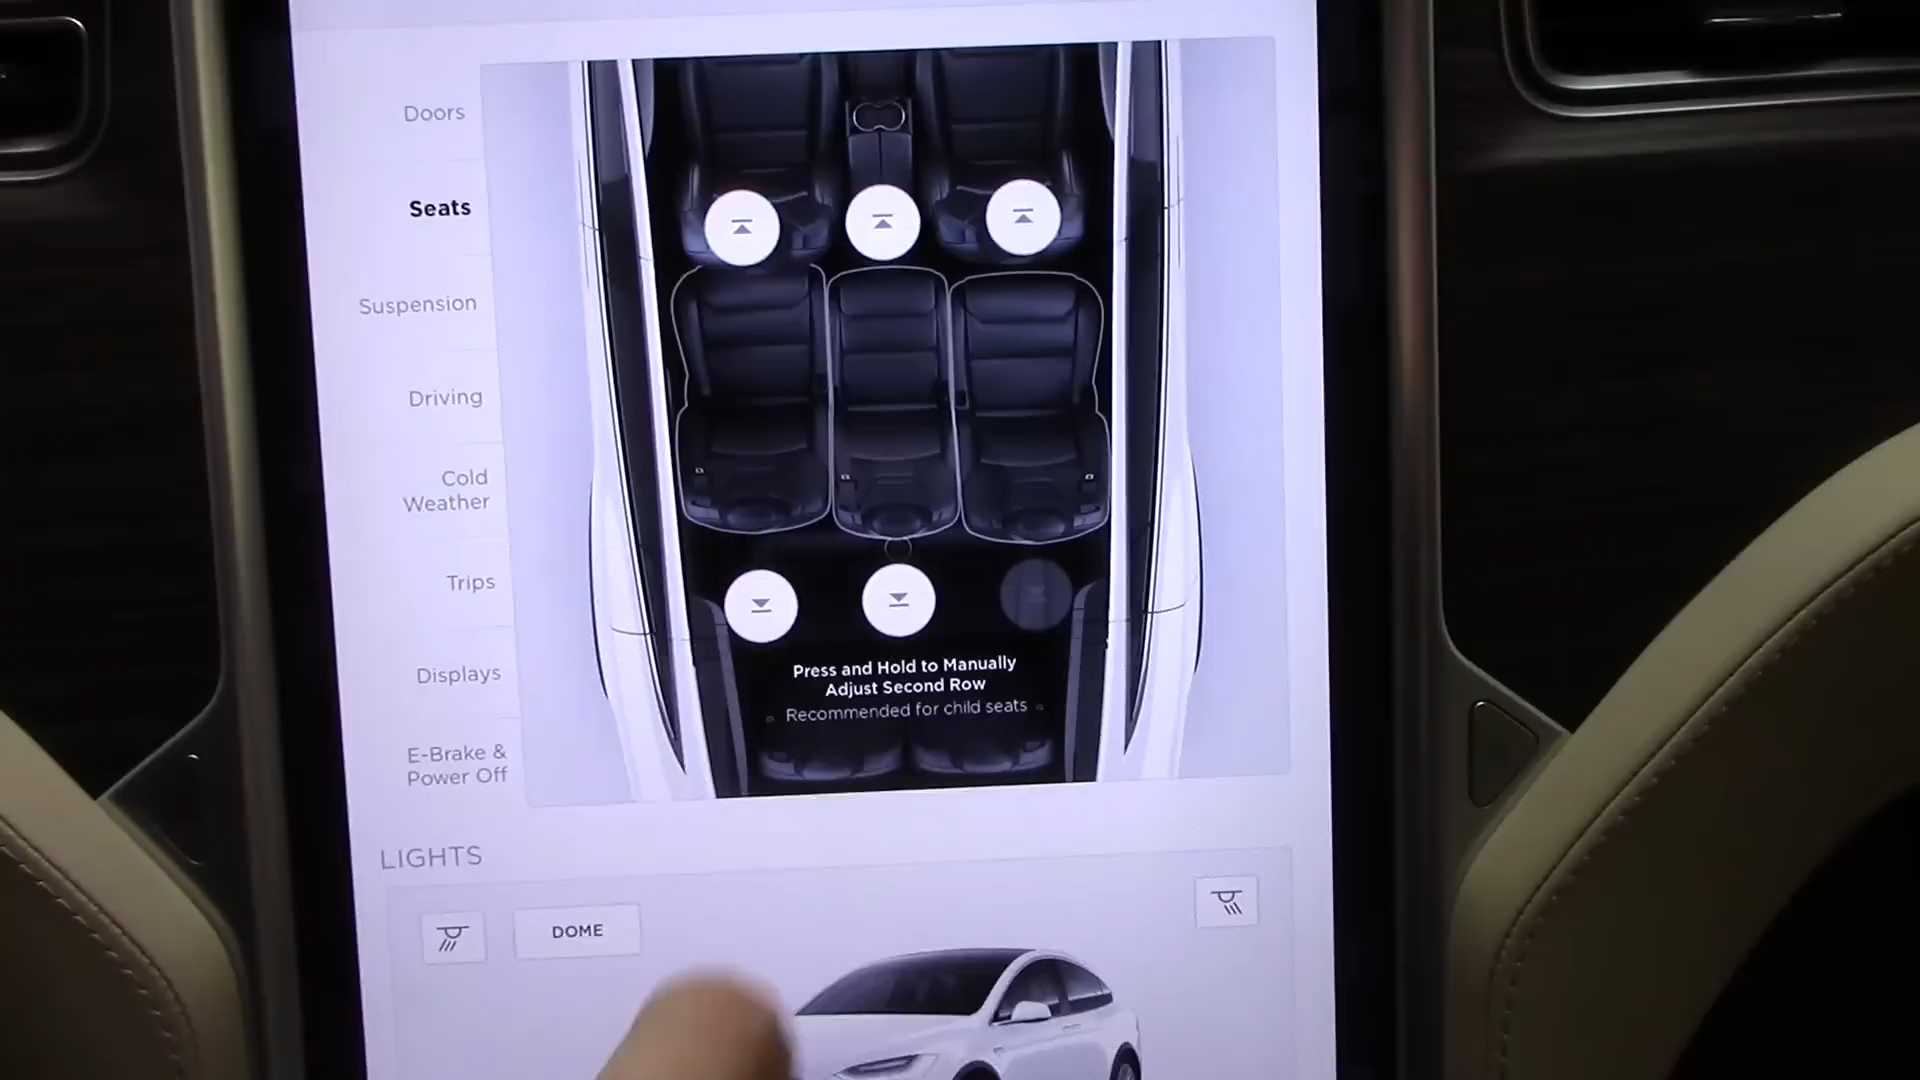 Doors
Seats
Suspension
Driving
Cold
Weather
Trips
Displays
E-Brake &
Power Off
Press and Hold to Manually
Adjust Second Row
Recommended for child seats
LIGHTS
DOME